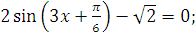 2 sin (3x + π/6) − √2 = 0;